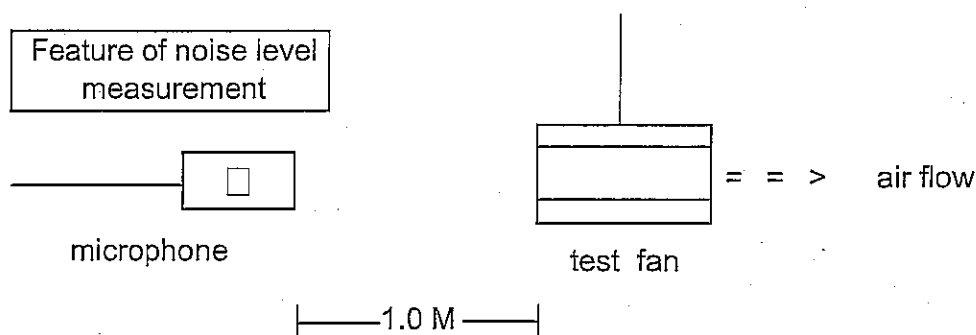 Feature of noise level
measurement
= = > air flow
microphone
test fan
1.0 M